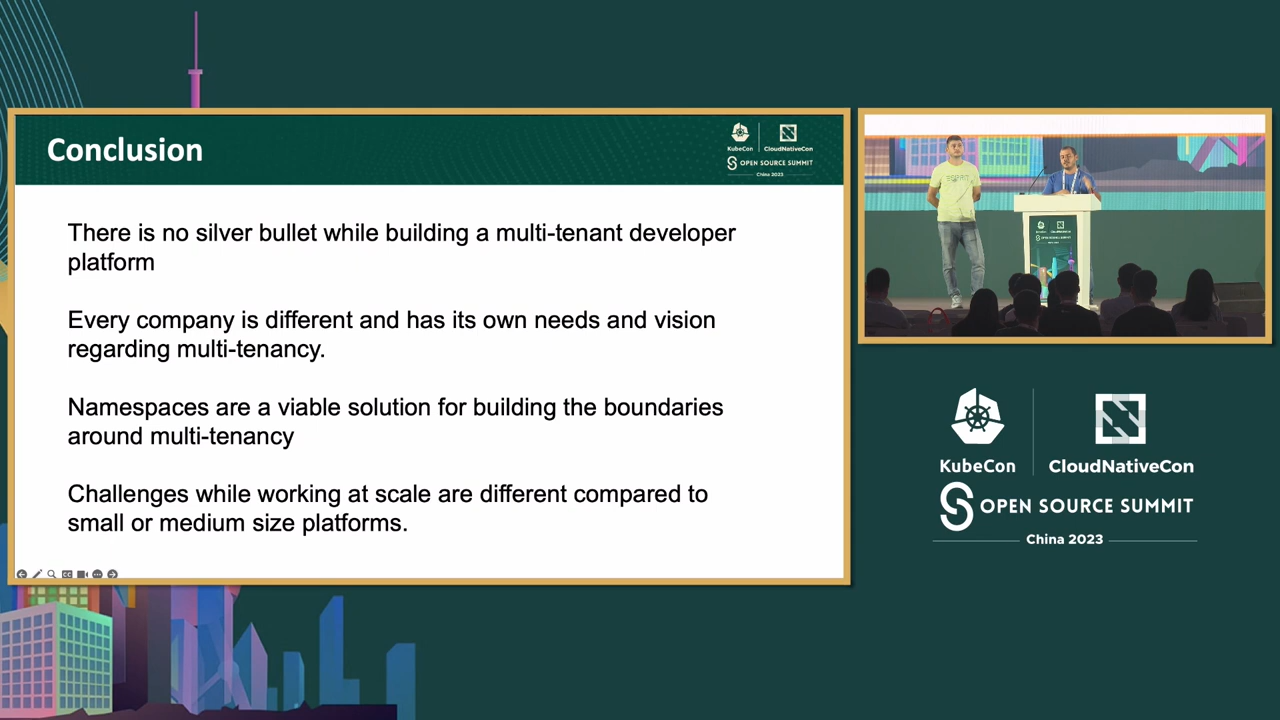 Conclusion
KubeCon
CloudNativeCon
OPEN SOURCE SUMMIT
China 2023
There is no silver bullet while building a multi-tenant developer
platform
Every company is different and has its own needs and vision
regarding multi-tenancy.
Namespaces are a viable solution for building the boundaries
around multi-tenancy
Challenges while working at scale are different compared to
small or medium size platforms.
KubeCon
CloudNativeCon
OPEN SOURCE SUMMIT
China 2023